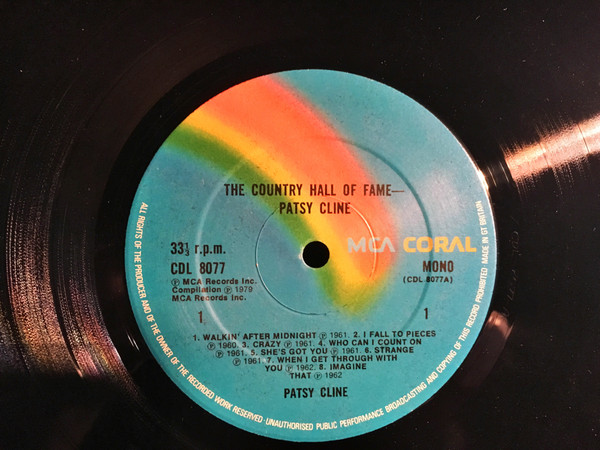 THE COUNTRY HALL OF FAME—
PATSY CLINE
33⅓ r.p.m.
MCA CORAL
CDL 8077
MONO
Ⓟ MCA Records Inc.
(CDL 8077A)
Compilation Ⓟ 1979
MCA Records Inc.
1
1
1. WALKIN' AFTER MIDNIGHT Ⓟ 1961. 2. I FALL TO PIECES
Ⓟ 1960. 3. CRAZY Ⓟ 1961. 4. WHO CAN I COUNT ON
Ⓟ 1961. 5. SHE'S GOT YOU Ⓟ 1961. 6. STRANGE
Ⓟ 1961. 7. WHEN I GET THROUGH WITH
YOU Ⓟ 1962. 8. IMAGINE
THAT Ⓟ 1962
PATSY CLINE
ALL RIGHTS OF THE PRODUCER AND OF THE OWNER OF THE RECORDED WORK RESERVED · UNAUTHORISED PUBLIC PERFORMANCE BROADCASTING AND COPYING OF THIS RECORD PROHIBITED MADE IN GT BRITAIN